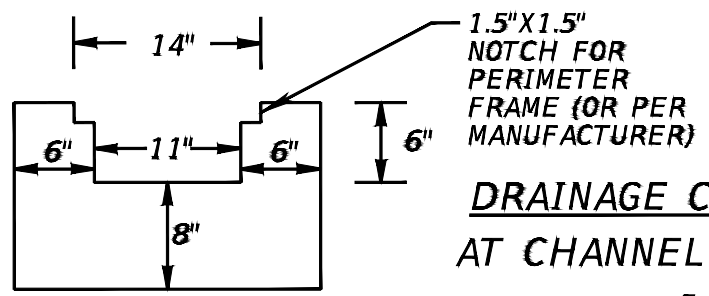 14"
1.5"X1.5"
NOTCH FOR
PERIMETER
FRAME (OR PER
MANUFACTURER)
6" 11" 6"
6"
8"
DRAINAGE C
AT CHANNEL